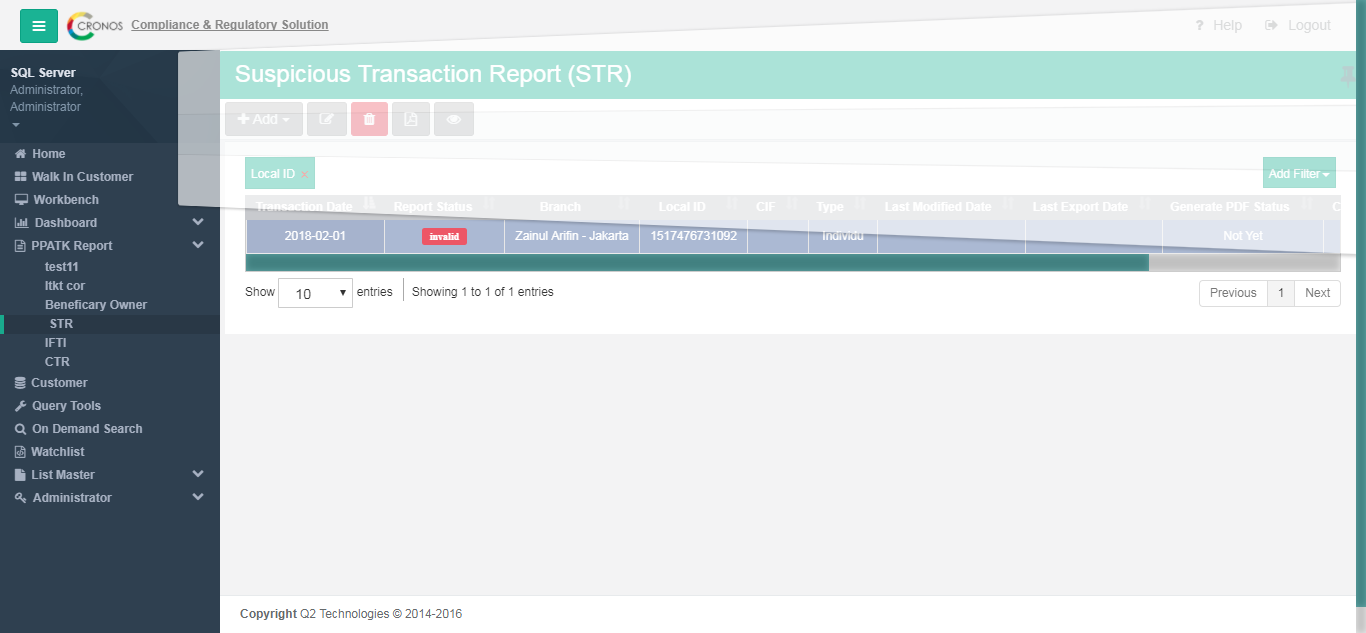 CRONOS Compliance & Regulatory Solution
? Help Logout
SQL Server
Administrator,
Administrator
Home
Walk In Customer
Workbench
Dashboard
PPATK Report
test11
ltkt cor
Beneficary Owner
STR
IFTI
CTR
Customer
Query Tools
On Demand Search
Watchlist
List Master
Administrator
Suspicious Transaction Report (STR)
Add
Local ID x
Add Filter
Transaction Date Report Status Branch Local ID CIF Type Last Modified Date Last Export Date Generate PDF Status C
2018-02-01 invalid Zainul Arifin - Jakarta 1517476731092 Individu Not Yet
Show 10 entries Showing 1 to 1 of 1 entries
Previous 1 Next
Copyright Q2 Technologies © 2014-2016